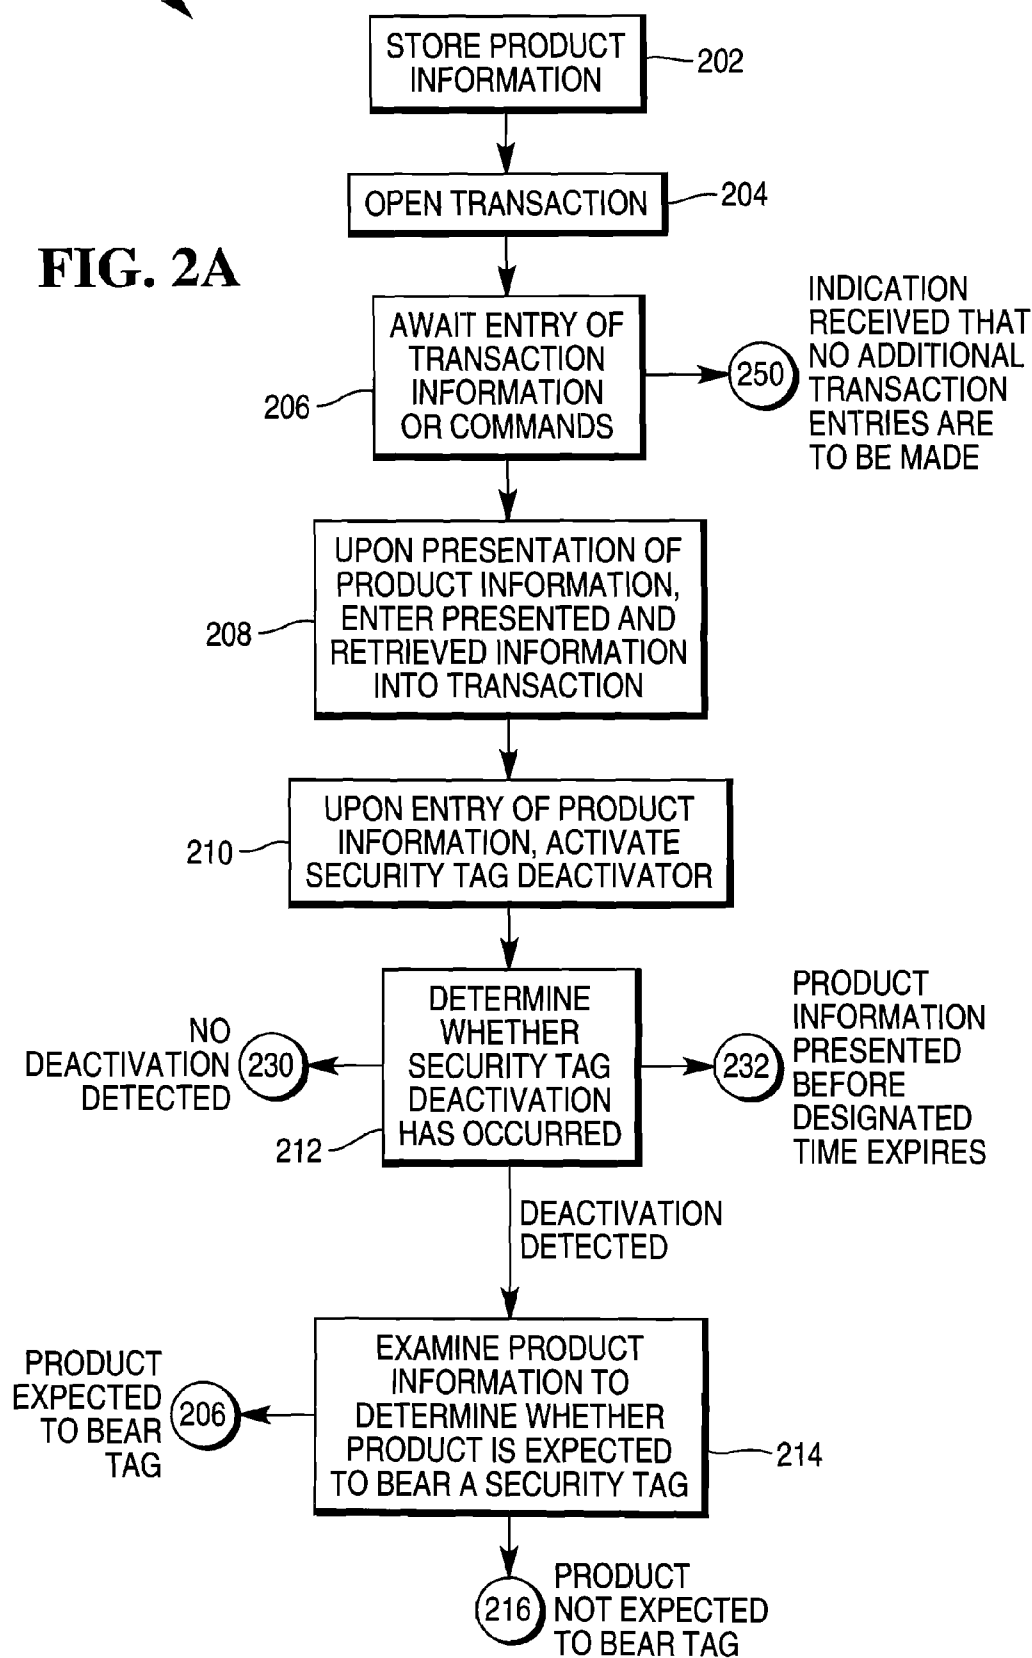 STORE PRODUCT
INFORMATION
202
OPEN TRANSACTION
204
FIG. 2A
AWAIT ENTRY OF
TRANSACTION
INFORMATION
OR COMMANDS
206
250
INDICATION
RECEIVED THAT
NO ADDITIONAL
TRANSACTION
ENTRIES ARE
TO BE MADE
UPON PRESENTATION OF
PRODUCT INFORMATION,
ENTER PRESENTED AND
RETRIEVED INFORMATION
INTO TRANSACTION
208
UPON ENTRY OF PRODUCT
INFORMATION, ACTIVATE
SECURITY TAG DEACTIVATOR
210
DETERMINE
WHETHER
SECURITY TAG
DEACTIVATION
HAS OCCURRED
212
NO
DEACTIVATION
DETECTED
230
232
PRODUCT
INFORMATION
PRESENTED
BEFORE
DESIGNATED
TIME EXPIRES
DEACTIVATION
DETECTED
EXAMINE PRODUCT
INFORMATION TO
DETERMINE WHETHER
PRODUCT IS EXPECTED
TO BEAR A SECURITY TAG
214
PRODUCT
EXPECTED
TO BEAR
TAG
206
216
PRODUCT
NOT EXPECTED
TO BEAR TAG